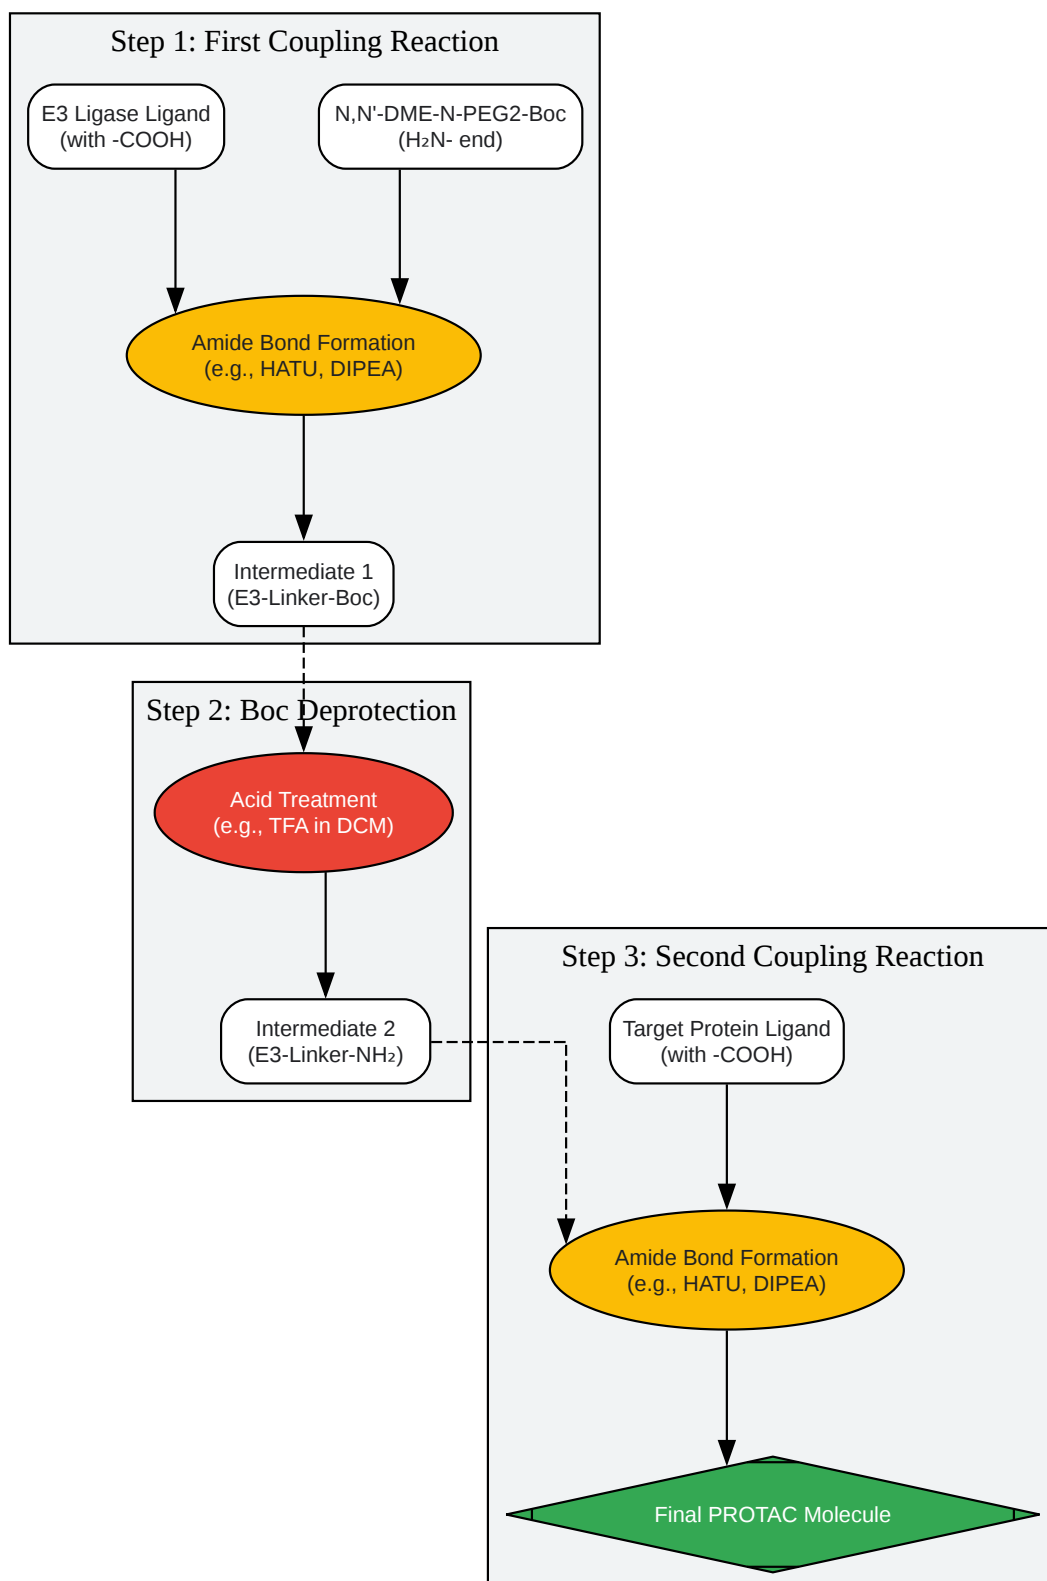 Step 1: First Coupling Reaction
E3 Ligase Ligand
(with -COOH)
N,N'-DME-N-PEG2-Boc
(H₂N- end)
Amide Bond Formation
(e.g., HATU, DIPEA)
Intermediate 1
(E3-Linker-Boc)
Step 2: Boc Deprotection
Acid Treatment
(e.g., TFA in DCM)
Intermediate 2
(E3-Linker-NH₂)
Step 3: Second Coupling Reaction
Target Protein Ligand
(with -COOH)
Amide Bond Formation
(e.g., HATU, DIPEA)
Final PROTAC Molecule